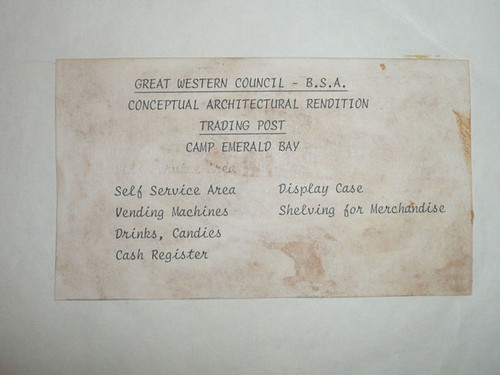 GREAT WESTERN COUNCIL - B.S.A.
CONCEPTUAL ARCHITECTURAL RENDITION
TRADING POST
CAMP EMERALD BAY
Self Service Area Display Case
Vending Machines Shelving for Merchandise
Drinks, Candies
Cash Register